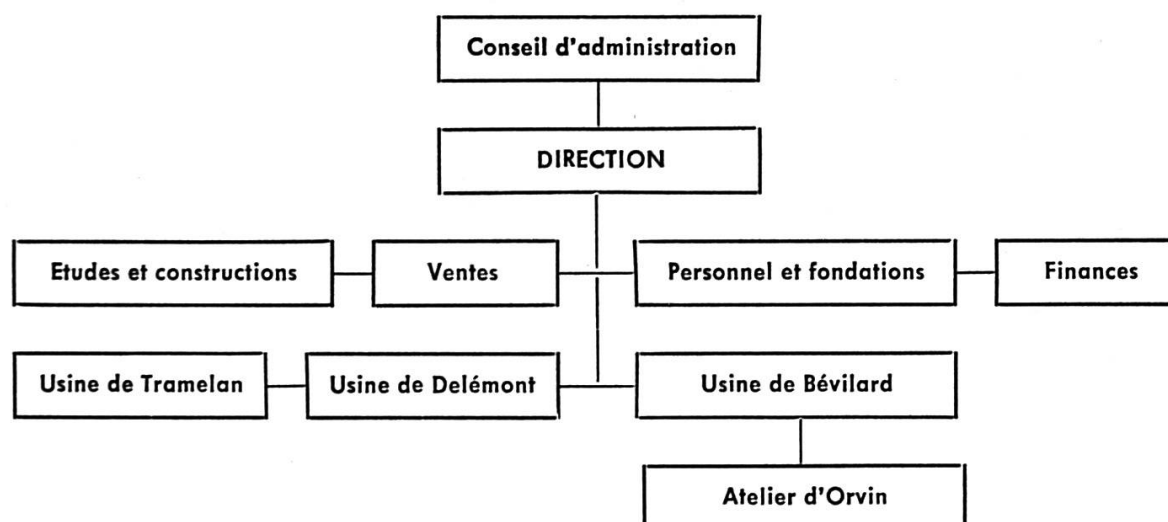 Conseil d'administration
DIRECTION
Etudes et constructions
Ventes
Personnel et fondations
Finances
Usine de Tramelan
Usine de Delémont
Usine de Bévilard
Atelier d'Orvin